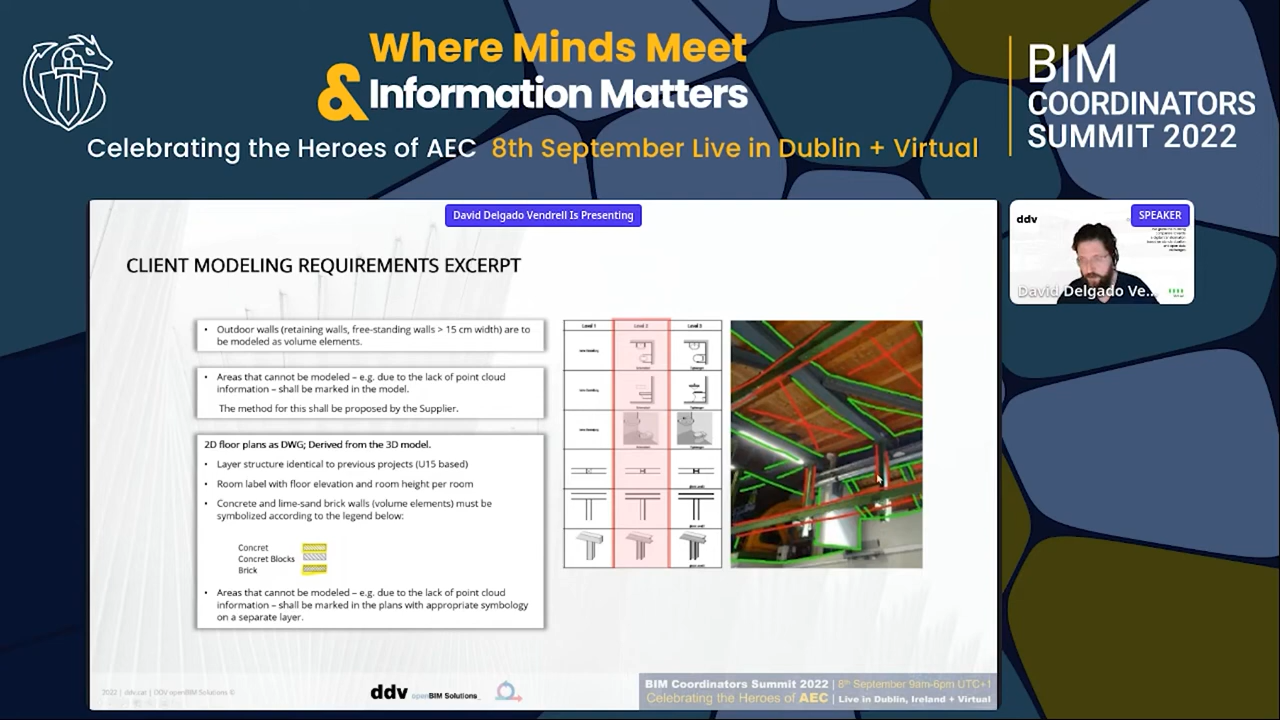 Where Minds Meet
& Information Matters
Celebrating the Heroes of AEC 8th September Live in Dublin + Virtual
BIM
COORDINATORS
SUMMIT 2022
David Delgado Vendrell Is Presenting
SPEAKER
ddv
David Delgado Ve...
CLIENT MODELING REQUIREMENTS EXCERPT
• Outdoor walls (retaining walls, free-standing walls > 15 cm width) are to
be modeled as volume elements.
• Areas that cannot be modeled – e.g. due to the lack of point cloud
information – shall be marked in the model.
The method for this shall be proposed by the Supplier.
2D floor plans as DWG; Derived from the 3D model.
• Layer structure identical to previous projects (U15 based)
• Room label with floor elevation and room height per room
• Concrete and lime-sand brick walls (volume elements) must be
symbolized according to the legend below:
Concret
Concret Blocks
Brick
• Areas that cannot be modeled – e.g. due to the lack of point cloud
information – shall be marked in the plans with appropriate symbology
on a separate layer.
Level 1 Level 2 Level 3
2022 | ddv.cat | DDV openBIM Solutions ©
ddv openBIM Solutions
BIM Coordinators Summit 2022 | 8th September 9am-6pm UTC+1
Celebrating the Heroes of AEC | Live in Dublin, Ireland + Virtual